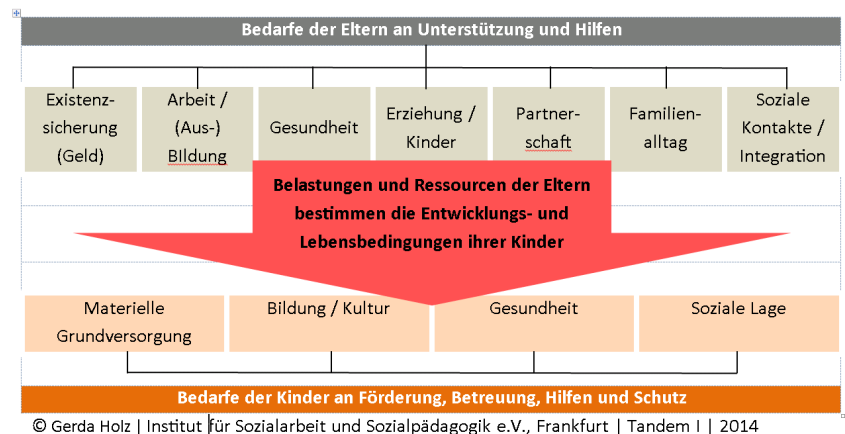 Bedarfe der Eltern an Unterstützung und Hilfen
Existenz-
sicherung
(Geld)
Arbeit /
(Aus-)
BIldung
Gesundheit
Erziehung /
Kinder
Partner-
schaft
Familien-
alltag
Soziale
Kontakte /
Integration
Belastungen und Ressourcen der Eltern
bestimmen die Entwicklungs- und
Lebensbedingungen ihrer Kinder
Materielle
Grundversorgung
Bildung / Kultur
Gesundheit
Soziale Lage
Bedarfe der Kinder an Förderung, Betreuung, Hilfen und Schutz
© Gerda Holz | Institut für Sozialarbeit und Sozialpädagogik e.V., Frankfurt | Tandem I | 2014